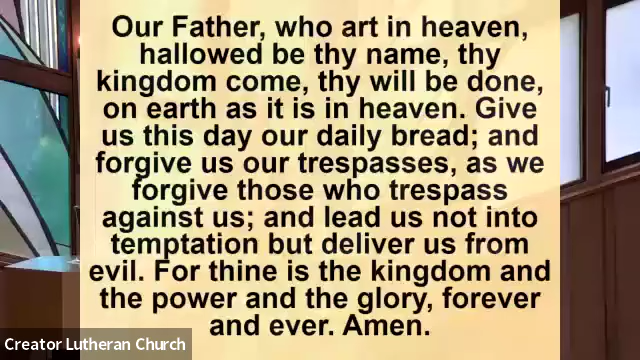 Our Father, who art in heaven,
hallowed be thy name, thy
kingdom come, thy will be done,
on earth as it is in heaven. Give
us this day our daily bread; and
forgive us our trespasses, as we
forgive those who trespass
against us; and lead us not into
temptation but deliver us from
evil. For thine is the kingdom and
the power and the glory, forever
and ever. Amen.
Creator Lutheran Church